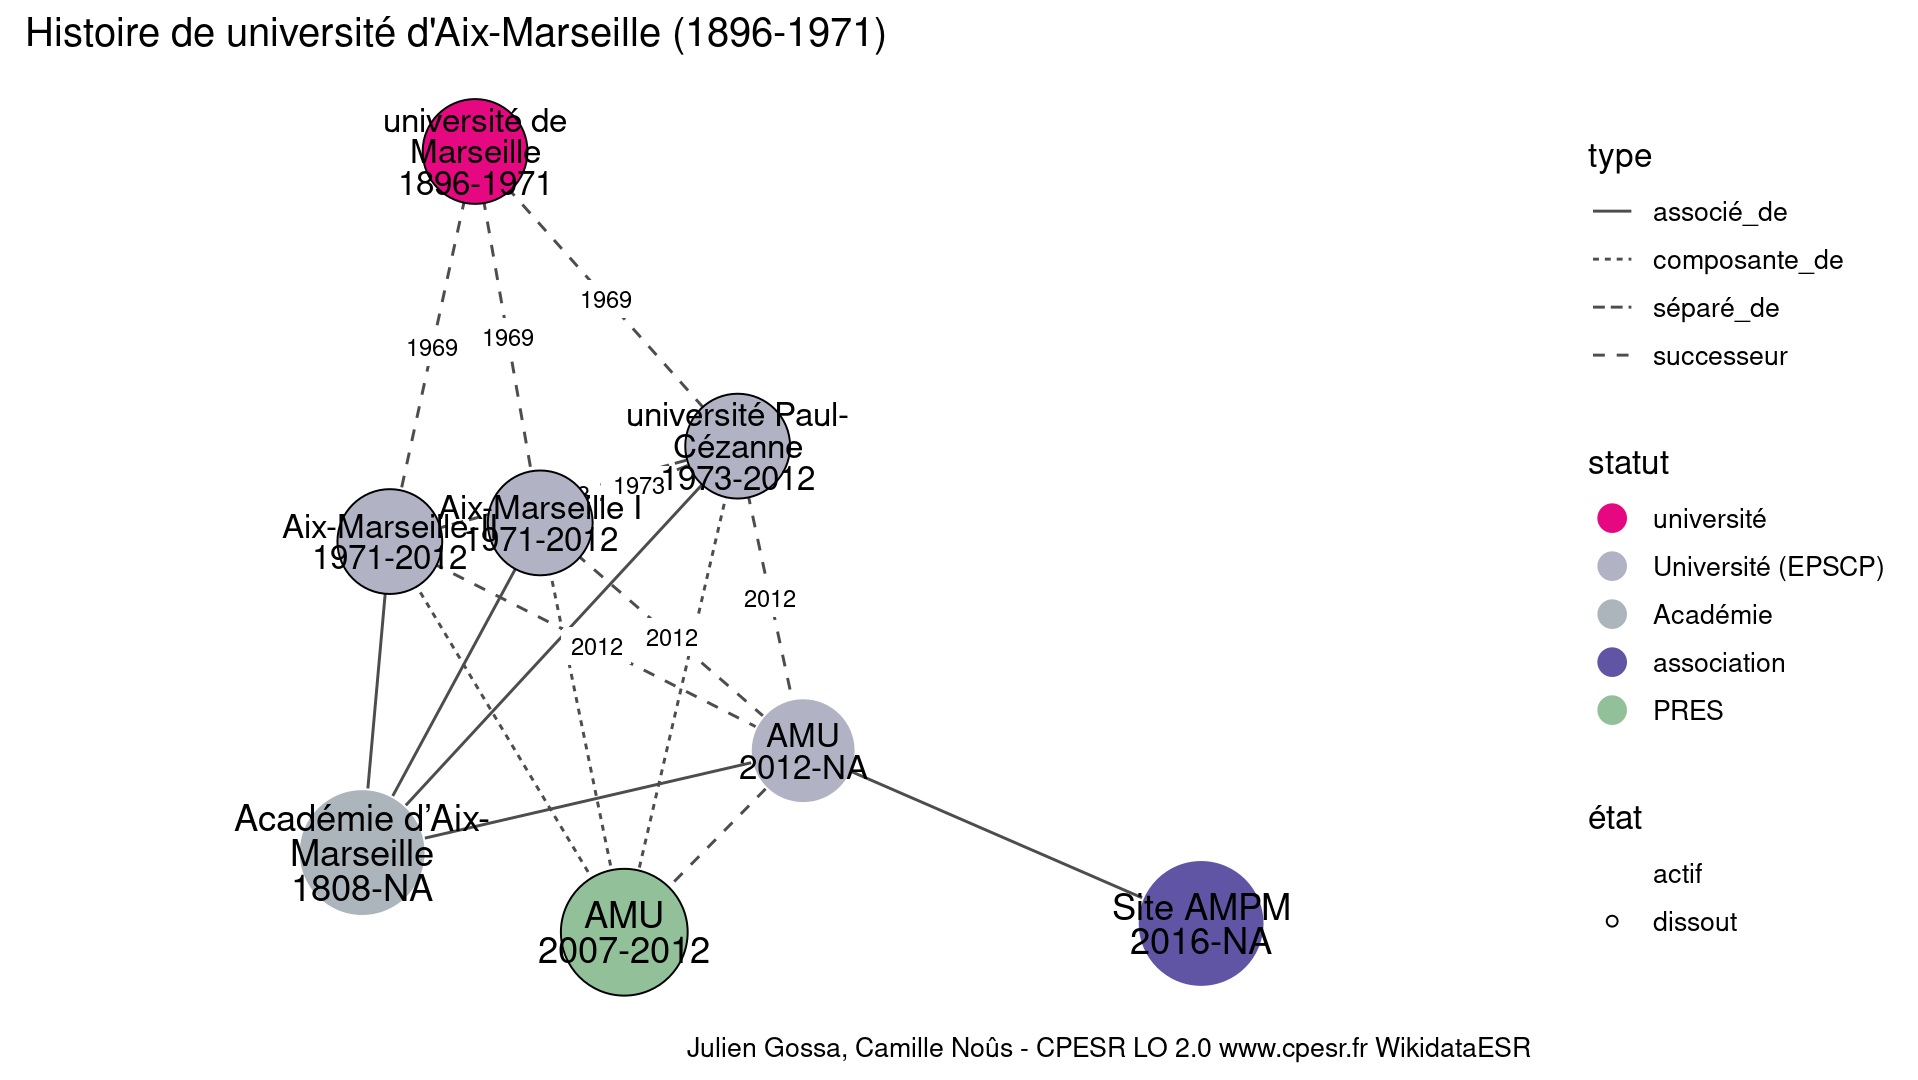 Histoire de université d'Aix-Marseille (1896-1971)
université de
Marseille
1896-1971
1969
1969
1969
université Paul-
Cézanne
1973-2012
1973
Aix-Marseille I
1971-2012
Aix-Marseille-II
1971-2012
2012
2012
2012
AMU
2012-NA
Académie d’Aix-
Marseille
1808-NA
AMU
2007-2012
Site AMPM
2016-NA
type
associé_de
composante_de
séparé_de
successeur
statut
université
Université (EPSCP)
Académie
association
PRES
état
actif
dissout
Julien Gossa, Camille Noûs - CPESR LO 2.0 www.cpesr.fr WikidataESR